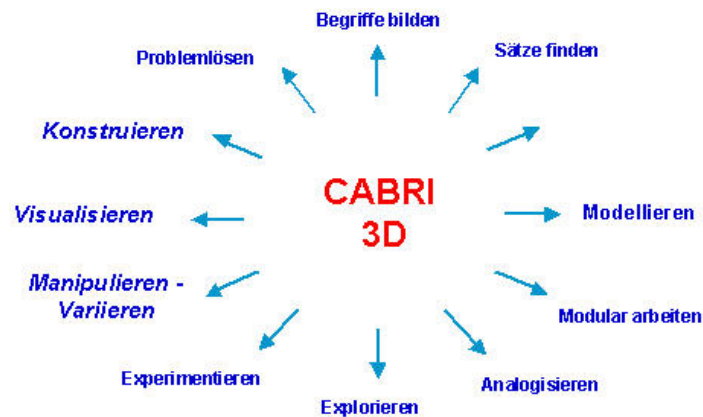 Begriffe bilden
Problemlösen
Sätze finden
Konstruieren
CABRI
3D
Visualisieren
Modellieren
Manipulieren -
Variieren
Modular arbeiten
Experimentieren
Analogisieren
Explorieren